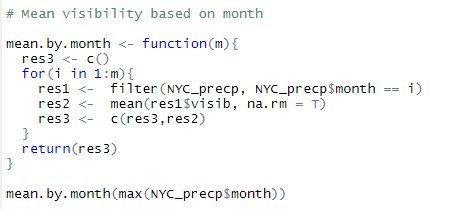 # Mean visibility based on month
mean.by.month <- function(m){
  res3 <- c()
  for(i in 1:m){
    res1 <-  filter(NYC_precp, NYC_precp$month == i)
    res2 <-  mean(res1$visib, na.rm = T)
    res3 <-  c(res3,res2)
  }
  return(res3)
}
mean.by.month(max(NYC_precp$month))